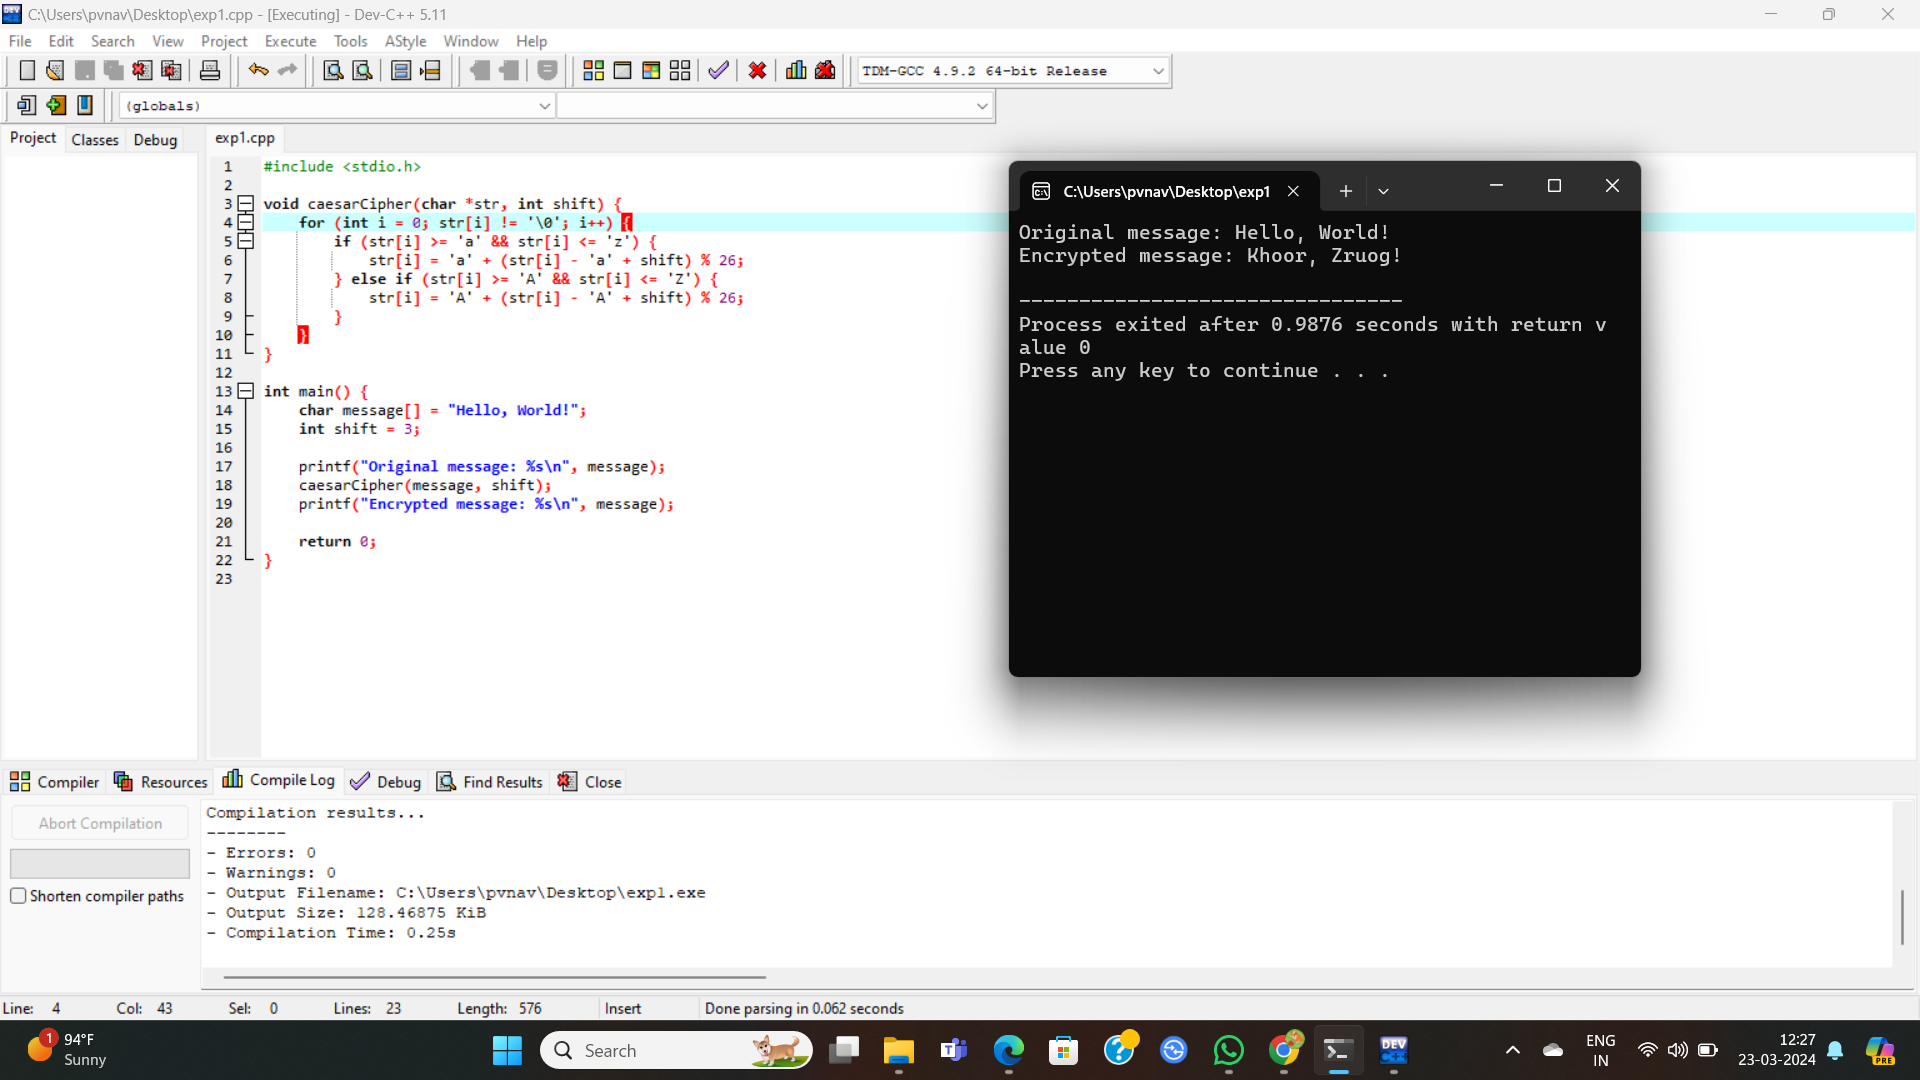 C:\Users\pvnav\Desktop\exp1.cpp - [Executing] - Dev-C++ 5.11
File Edit Search View Project Execute Tools AStyle Window Help
TDM-GCC 4.9.2 64-bit Release
(globals)
Project Classes Debug
exp1.cpp
1 #include <stdio.h>
2
3 void caesarCipher(char *str, int shift) {
4     for (int i = 0; str[i] != '\0'; i++) {
5         if (str[i] >= 'a' && str[i] <= 'z') {
6             str[i] = 'a' + (str[i] - 'a' + shift) % 26;
7         } else if (str[i] >= 'A' && str[i] <= 'Z') {
8             str[i] = 'A' + (str[i] - 'A' + shift) % 26;
9         }
10     }
11 }
12
13 int main() {
14     char message[] = "Hello, World!";
15     int shift = 3;
16
17     printf("Original message: %s\n", message);
18     caesarCipher(message, shift);
19     printf("Encrypted message: %s\n", message);
20
21     return 0;
22 }
23
C:\Users\pvnav\Desktop\exp1
Original message: Hello, World!
Encrypted message: Khoor, Zruog!
--------------------------------
Process exited after 0.9876 seconds with return v
alue 0
Press any key to continue . . .
Compiler Resources Compile Log Debug Find Results Close
Abort Compilation
Shorten compiler paths
Compilation results...
--------
- Errors: 0
- Warnings: 0
- Output Filename: C:\Users\pvnav\Desktop\exp1.exe
- Output Size: 128.46875 KiB
- Compilation Time: 0.25s
Line: 4 Col: 43 Sel: 0 Lines: 23 Length: 576 Insert Done parsing in 0.062 seconds
1
94°F
Sunny
Search
DEV
ENG
IN
12:27
23-03-2024
PRE